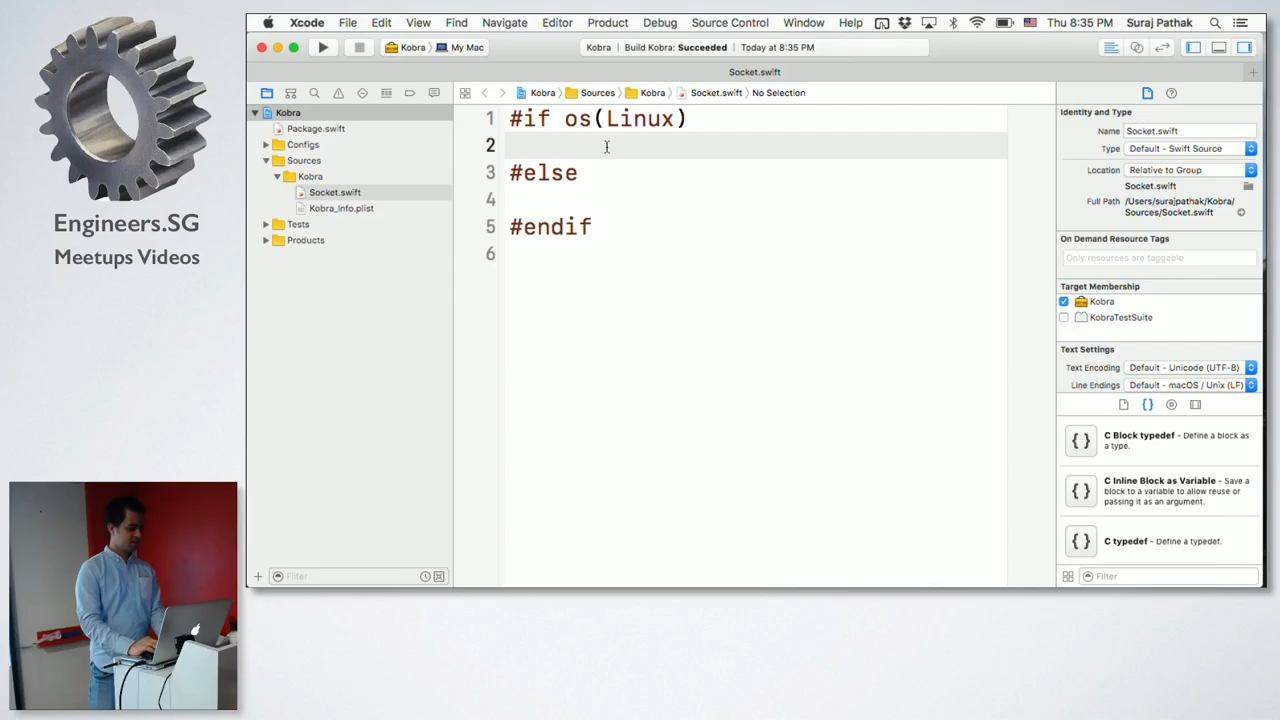 Engineers.SG
Meetups Videos
Xcode File Edit View Find Navigate Editor Product Debug Source Control Window Help Thu 8:35 PM Suraj Pathak
Kobra My Mac Kobra Build Kobra: Succeeded Today at 8:35 PM
Socket.swift
Kobra Sources Kobra Socket.swift No Selection
Kobra
Package.swift
Configs
Sources
Kobra
Socket.swift
Kobra_Info.plist
Tests
Products
Filter
1 #if os(Linux)
2
3 #else
4
5 #endif
6
Identity and Type
Name Socket.swift
Type Default - Swift Source
Location Relative to Group
Socket.swift
Full Path /Users/surajpathak/Kobra/
Sources/Socket.swift
On Demand Resource Tags
Only resources are taggable
Target Membership
Kobra
KobraTestSuite
Text Settings
Text Encoding Default - Unicode (UTF-8)
Line Endings Default - macOS / Unix (LF)
{ } C Block typedef - Define a block as
a type.
{ } C Inline Block as Variable - Save a
block to a variable to allow reuse or
passing it as an argument.
{ } C typedef - Define a typedef.
Filter